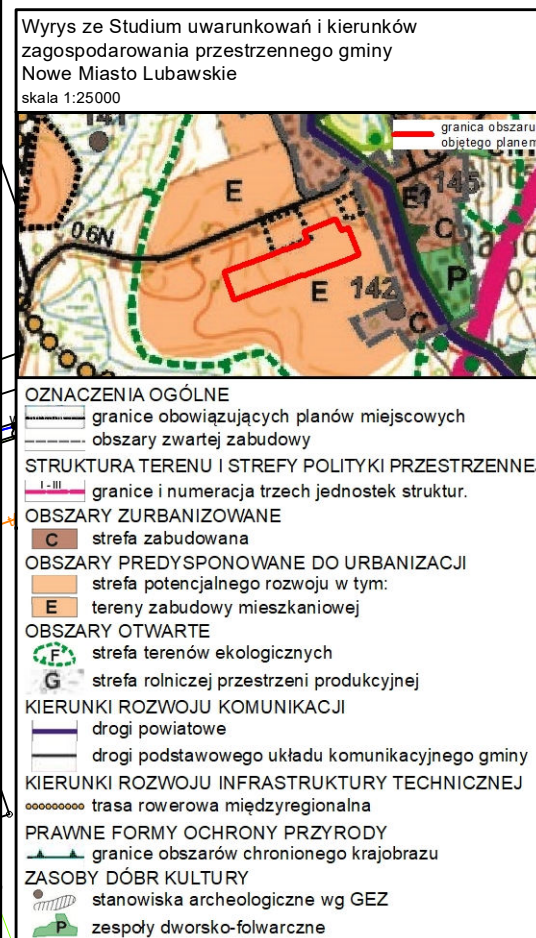 Wyrys ze Studium uwarunkowań i kierunków
zagospodarowania przestrzennego gminy
Nowe Miasto Lubawskie
skala 1:25000
granica obszaru
objętego planem
141
E
145
E1
06N
C
E
142
P
C
OZNACZENIA OGÓLNE
granice obowiązujących planów miejscowych
obszary zwartej zabudowy
STRUKTURA TERENU I STREFY POLITYKI PRZESTRZENNEJ
I - III
granice i numeracja trzech jednostek struktur.
OBSZARY ZURBANIZOWANE
C strefa zabudowana
OBSZARY PREDYSPONOWANE DO URBANIZACJI
strefa potencjalnego rozwoju w tym:
E tereny zabudowy mieszkaniowej
OBSZARY OTWARTE
F strefa terenów ekologicznych
G strefa rolniczej przestrzeni produkcyjnej
KIERUNKI ROZWOJU KOMUNIKACJI
drogi powiatowe
drogi podstawowego układu komunikacyjnego gminy
KIERUNKI ROZWOJU INFRASTRUKTURY TECHNICZNEJ
trasa rowerowa międzyregionalna
PRAWNE FORMY OCHRONY PRZYRODY
granice obszarów chronionego krajobrazu
ZASOBY DÓBR KULTURY
stanowiska archeologiczne wg GEZ
P zespoły dworsko-folwarczne